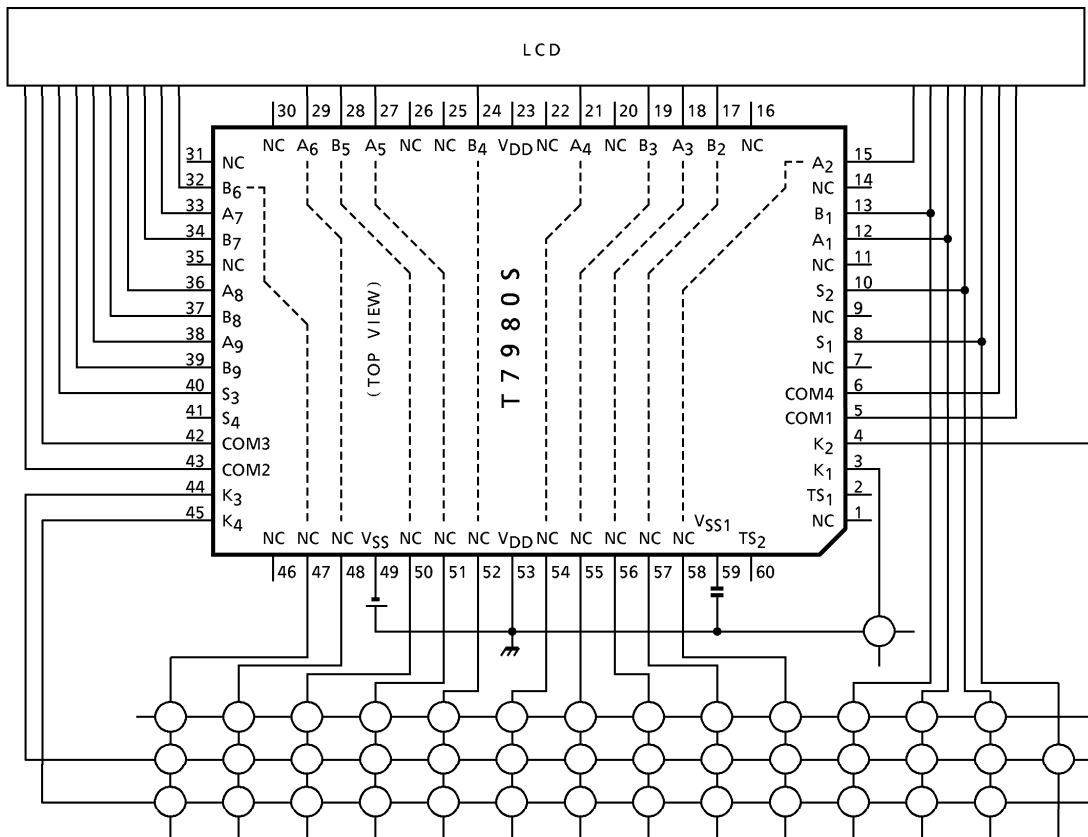 LCD
30 29 28 27 26 25 24 23 22 21 20 19 18 17 16
NC A6 B5 A5 NC NC B4 VDD NC A4 NC B3 A3 B2 NC
31 NC
32 B6
33 A7
34 B7
35 NC
36 A8
37 B8
38 A9
39 B9
40 S3
41 S4
42 COM3
43 COM2
44 K3
45 K4
(TOP VIEW)
T7980S
A2 15
NC 14
B1 13
A1 12
NC 11
S2 10
NC 9
S1 8
NC 7
COM4 6
COM1 5
K2 4
K1 3
TS1 2
NC 1
NC NC NC VSS NC NC NC VDD NC NC NC NC NC VSS1 TS2
46 47 48 49 50 51 52 53 54 55 56 57 58 59 60